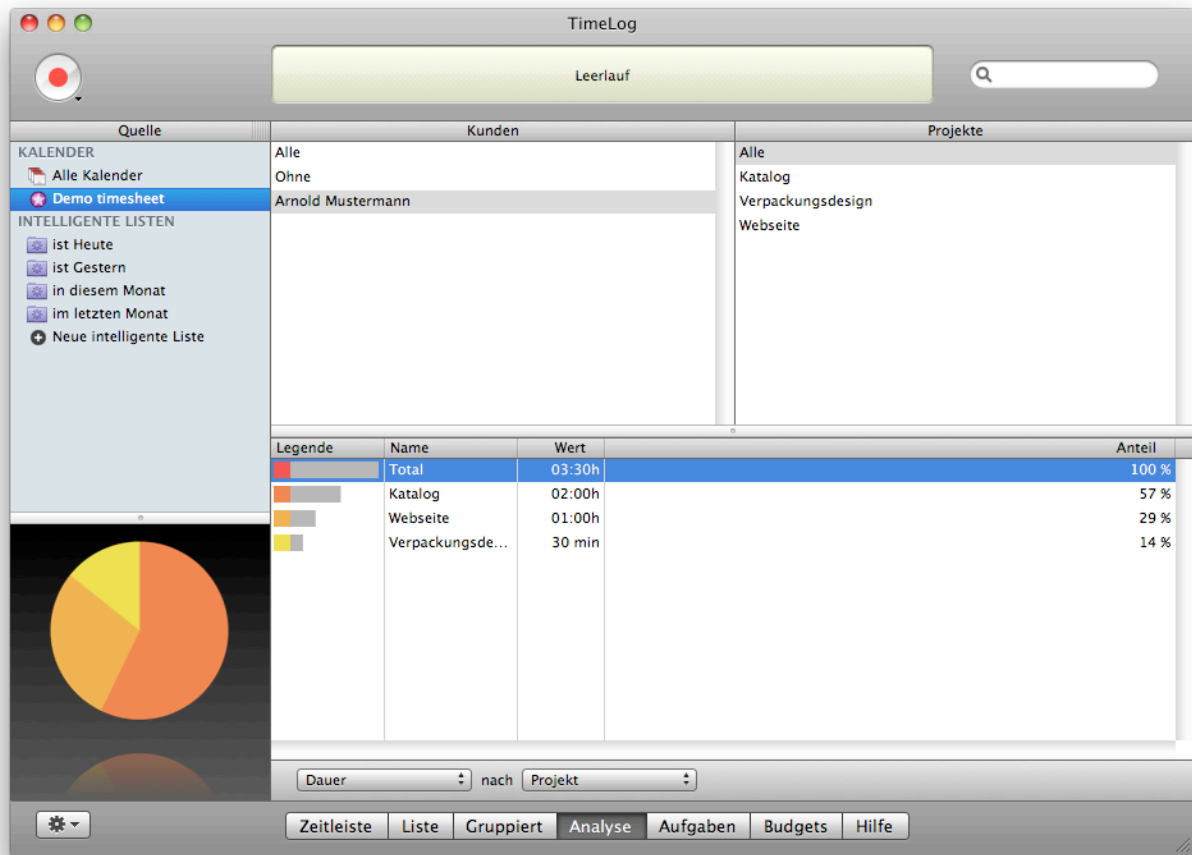 TimeLog
Leerlauf
Quelle
KALENDER
Alle Kalender
Demo timesheet
INTELLIGENTE LISTEN
ist Heute
ist Gestern
in diesem Monat
im letzten Monat
Neue intelligente Liste
Kunden
Alle
Ohne
Arnold Mustermann
Projekte
Alle
Katalog
Verpackungsdesign
Webseite
Legende Name Wert Anteil
Total 03:30h 100 %
Katalog 02:00h 57 %
Webseite 01:00h 29 %
Verpackungsde... 30 min 14 %
Dauer nach Projekt
Zeitleiste Liste Gruppiert Analyse Aufgaben Budgets Hilfe